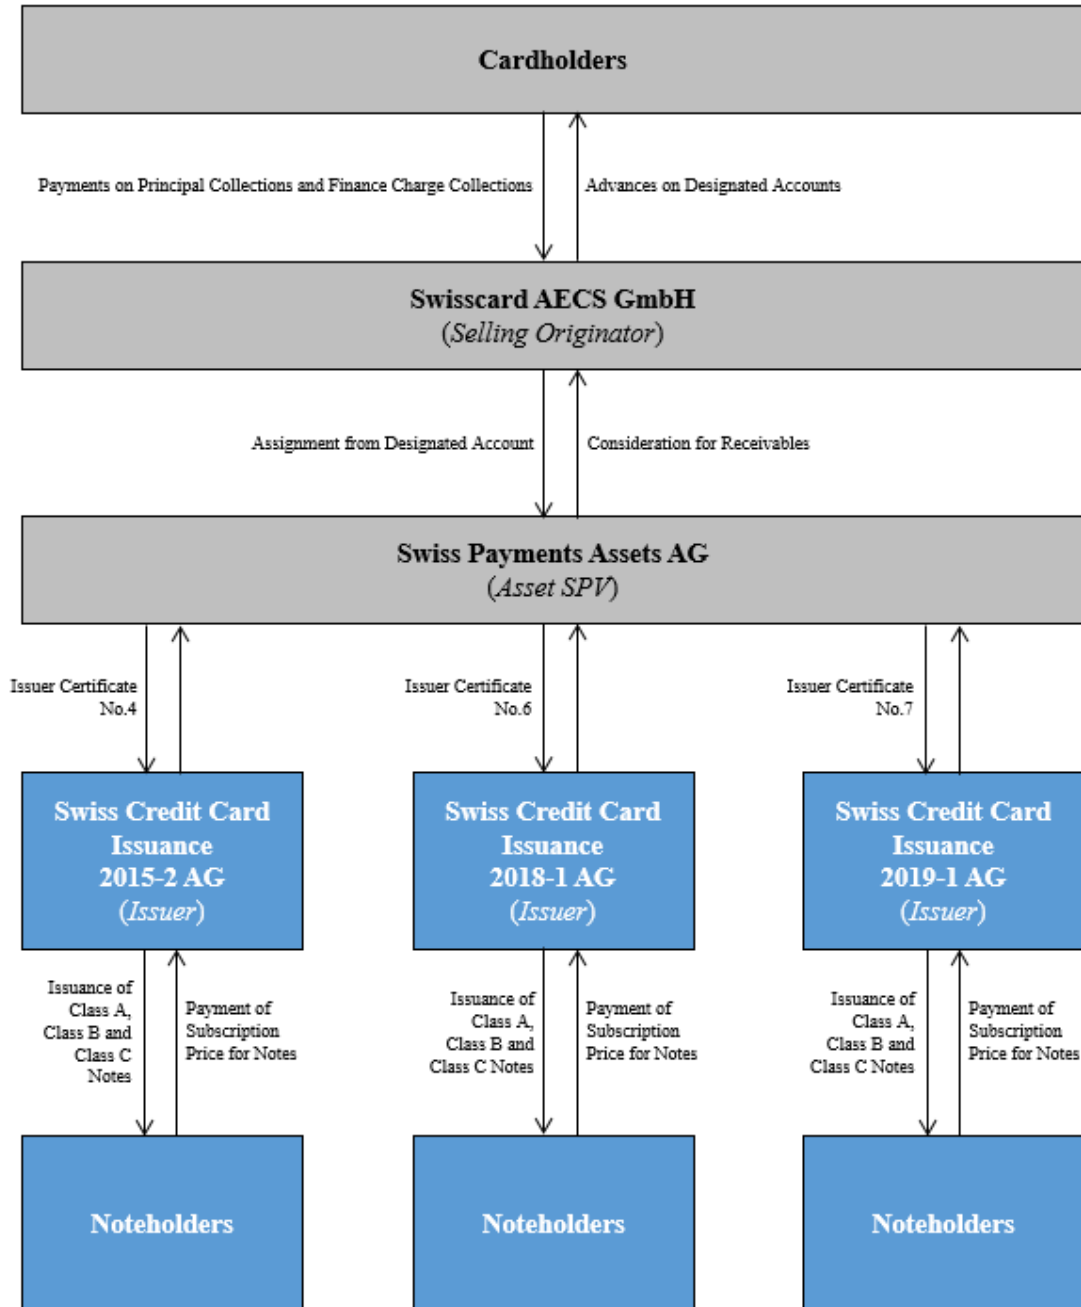 Cardholders
Payments on Principal Collections and Finance Charge Collections
Advances on Designated Accounts
Swisscard AECS GmbH
(Selling Originator)
Assignment from Designated Account
Consideration for Receivables
Swiss Payments Assets AG
(Asset SPV)
Issuer Certificate
No.4
Issuer Certificate
No.6
Issuer Certificate
No.7
Swiss Credit Card
Issuance
2015-2 AG
(Issuer)
Swiss Credit Card
Issuance
2018-1 AG
(Issuer)
Swiss Credit Card
Issuance
2019-1 AG
(Issuer)
Issuance of
Class A,
Class B and
Class C
Notes
Payment of
Subscription
Price for Notes
Issuance of
Class A,
Class B and
Class C Notes
Payment of
Subscription
Price for Notes
Issuance of
Class A,
Class B and
Class C Notes
Payment of
Subscription
Price for Notes
Noteholders
Noteholders
Noteholders